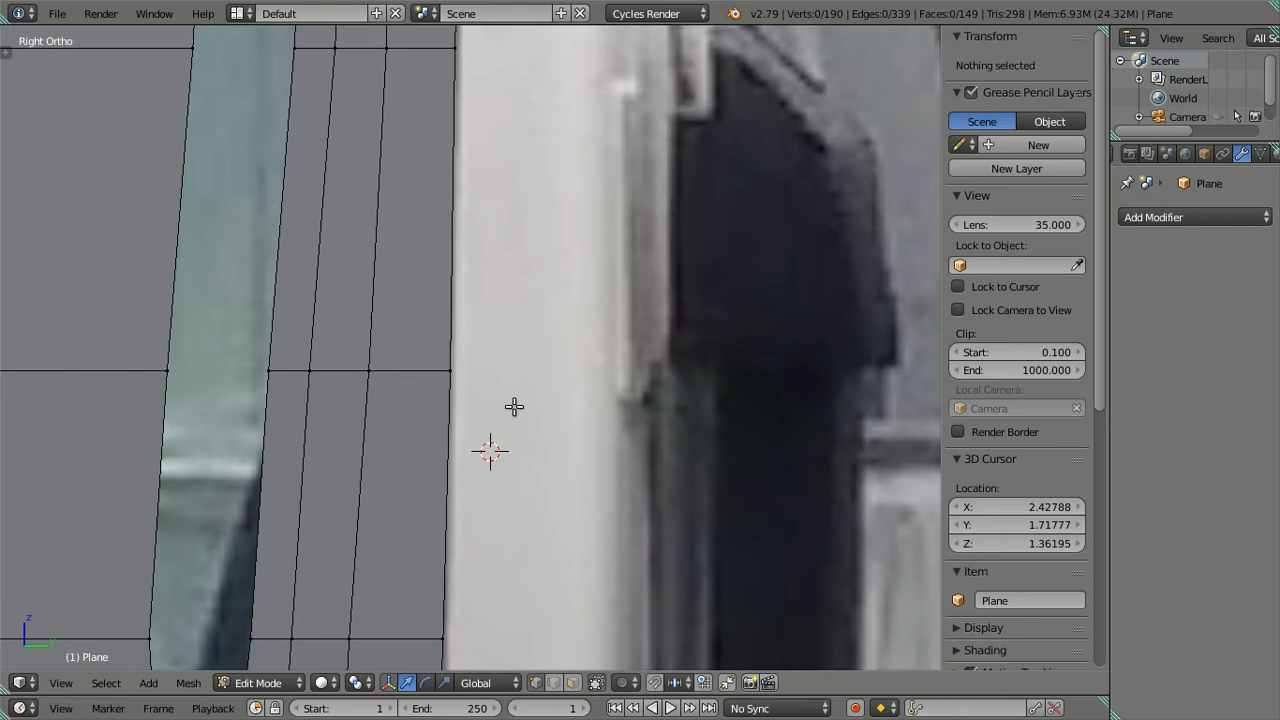 File Render Window Help Default Scene Cycles Render v2.79 | Verts:0/190 | Edges:0/339 | Faces:0/149 | Tris:298 | Mem:6.93M (24.32M) | Plane
Right Ortho
Transform
Nothing selected
Grease Pencil Layers
Scene Object
New
New Layer
View
Lens: 35.000
Lock to Object:
Lock to Cursor
Lock Camera to View
Clip:
Start: 0.100
End: 1000.000
Local Camera:
Camera
Render Border
3D Cursor
Location:
X: 2.42788
Y: 1.71777
Z: 1.36195
Item
Plane
Display
Shading
View Search All Sc
Scene
RenderL
World
Camera
Plane
Add Modifier
z
y
(1) Plane
View Select Add Mesh Edit Mode Global
View Marker Frame Playback Start: 1 End: 250 1 No Sync